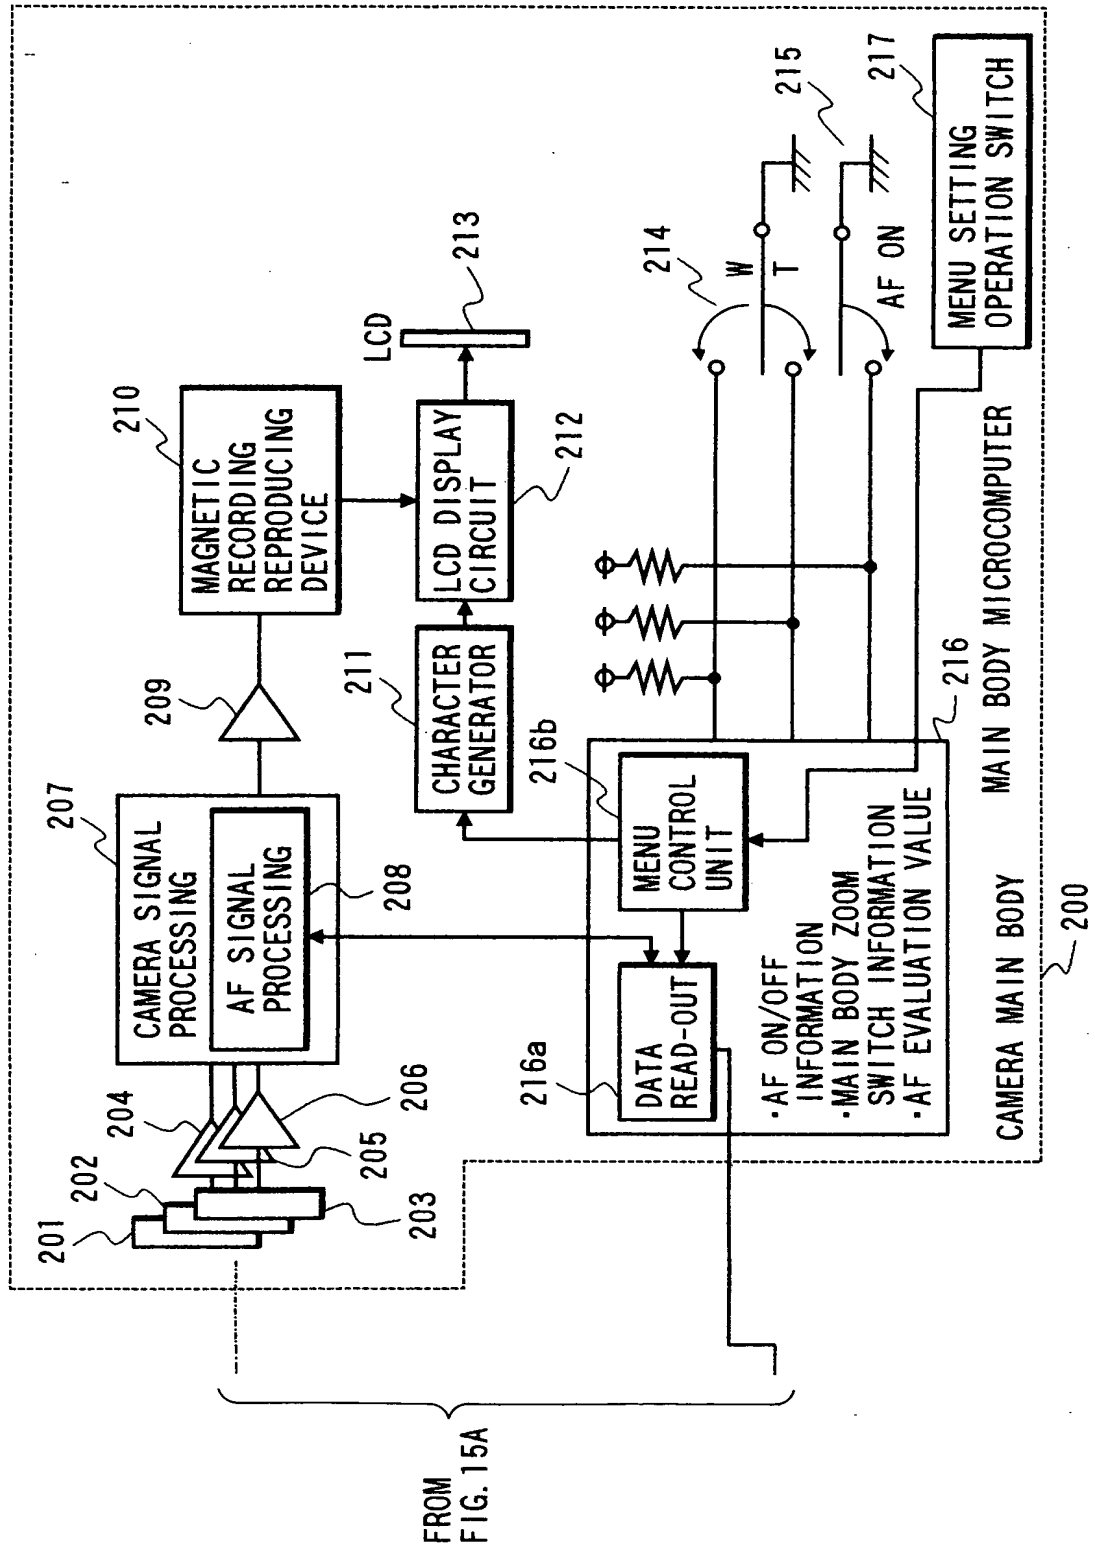 201
202
203
204
205
206
207
CAMERA SIGNAL
PROCESSING
AF SIGNAL
PROCESSING
208
209
210
MAGNETIC
RECORDING
REPRODUCING
DEVICE
211
CHARACTER
GENERATOR
LCD DISPLAY
CIRCUIT
212
LCD
213
214
W
T
215
AF ON
217
MENU SETTING
OPERATION SWITCH
216a
DATA
READ-OUT
216b
MENU
CONTROL
UNIT
216
·AF ON/OFF
INFORMATION
·MAIN BODY ZOOM
SWITCH INFORMATION
·AF EVALUATION VALUE
MAIN BODY MICROCOMPUTER
CAMERA MAIN BODY
200
FROM
FIG. 15A